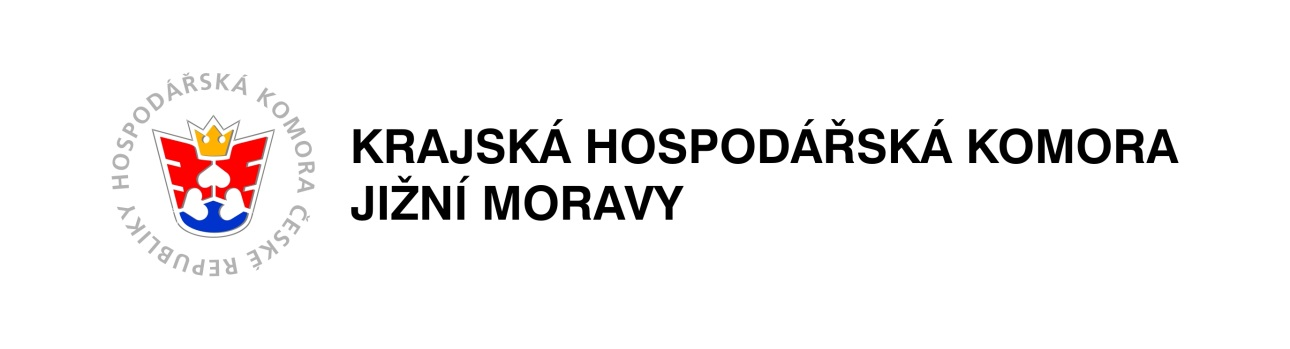 HOSPODÁŘSKÁ KOMORA ČESKÉ REPUBLIKY
KRAJSKÁ HOSPODÁŘSKÁ KOMORA
JIŽNÍ MORAVY